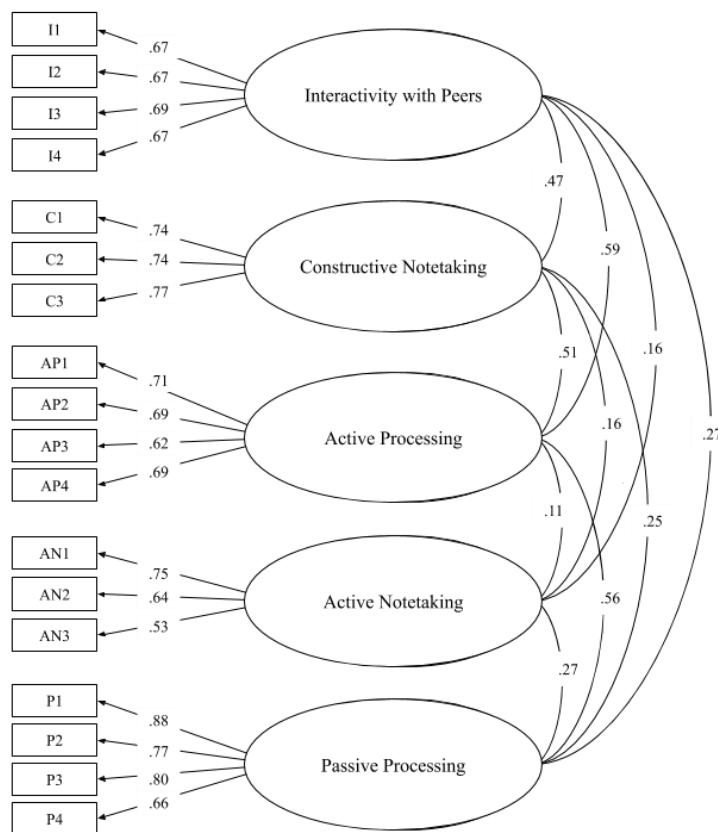 I1
I2
I3
I4
.67
.67
.69
.67
Interactivity with Peers
C1
C2
C3
.74
.74
.77
Constructive Notetaking
AP1
AP2
AP3
AP4
.71
.69
.62
.69
Active Processing
AN1
AN2
AN3
.75
.64
.53
Active Notetaking
P1
P2
P3
P4
.88
.77
.80
.66
Passive Processing
.47
.59
.51
.16
.16
.27
.11
.25
.56
.27